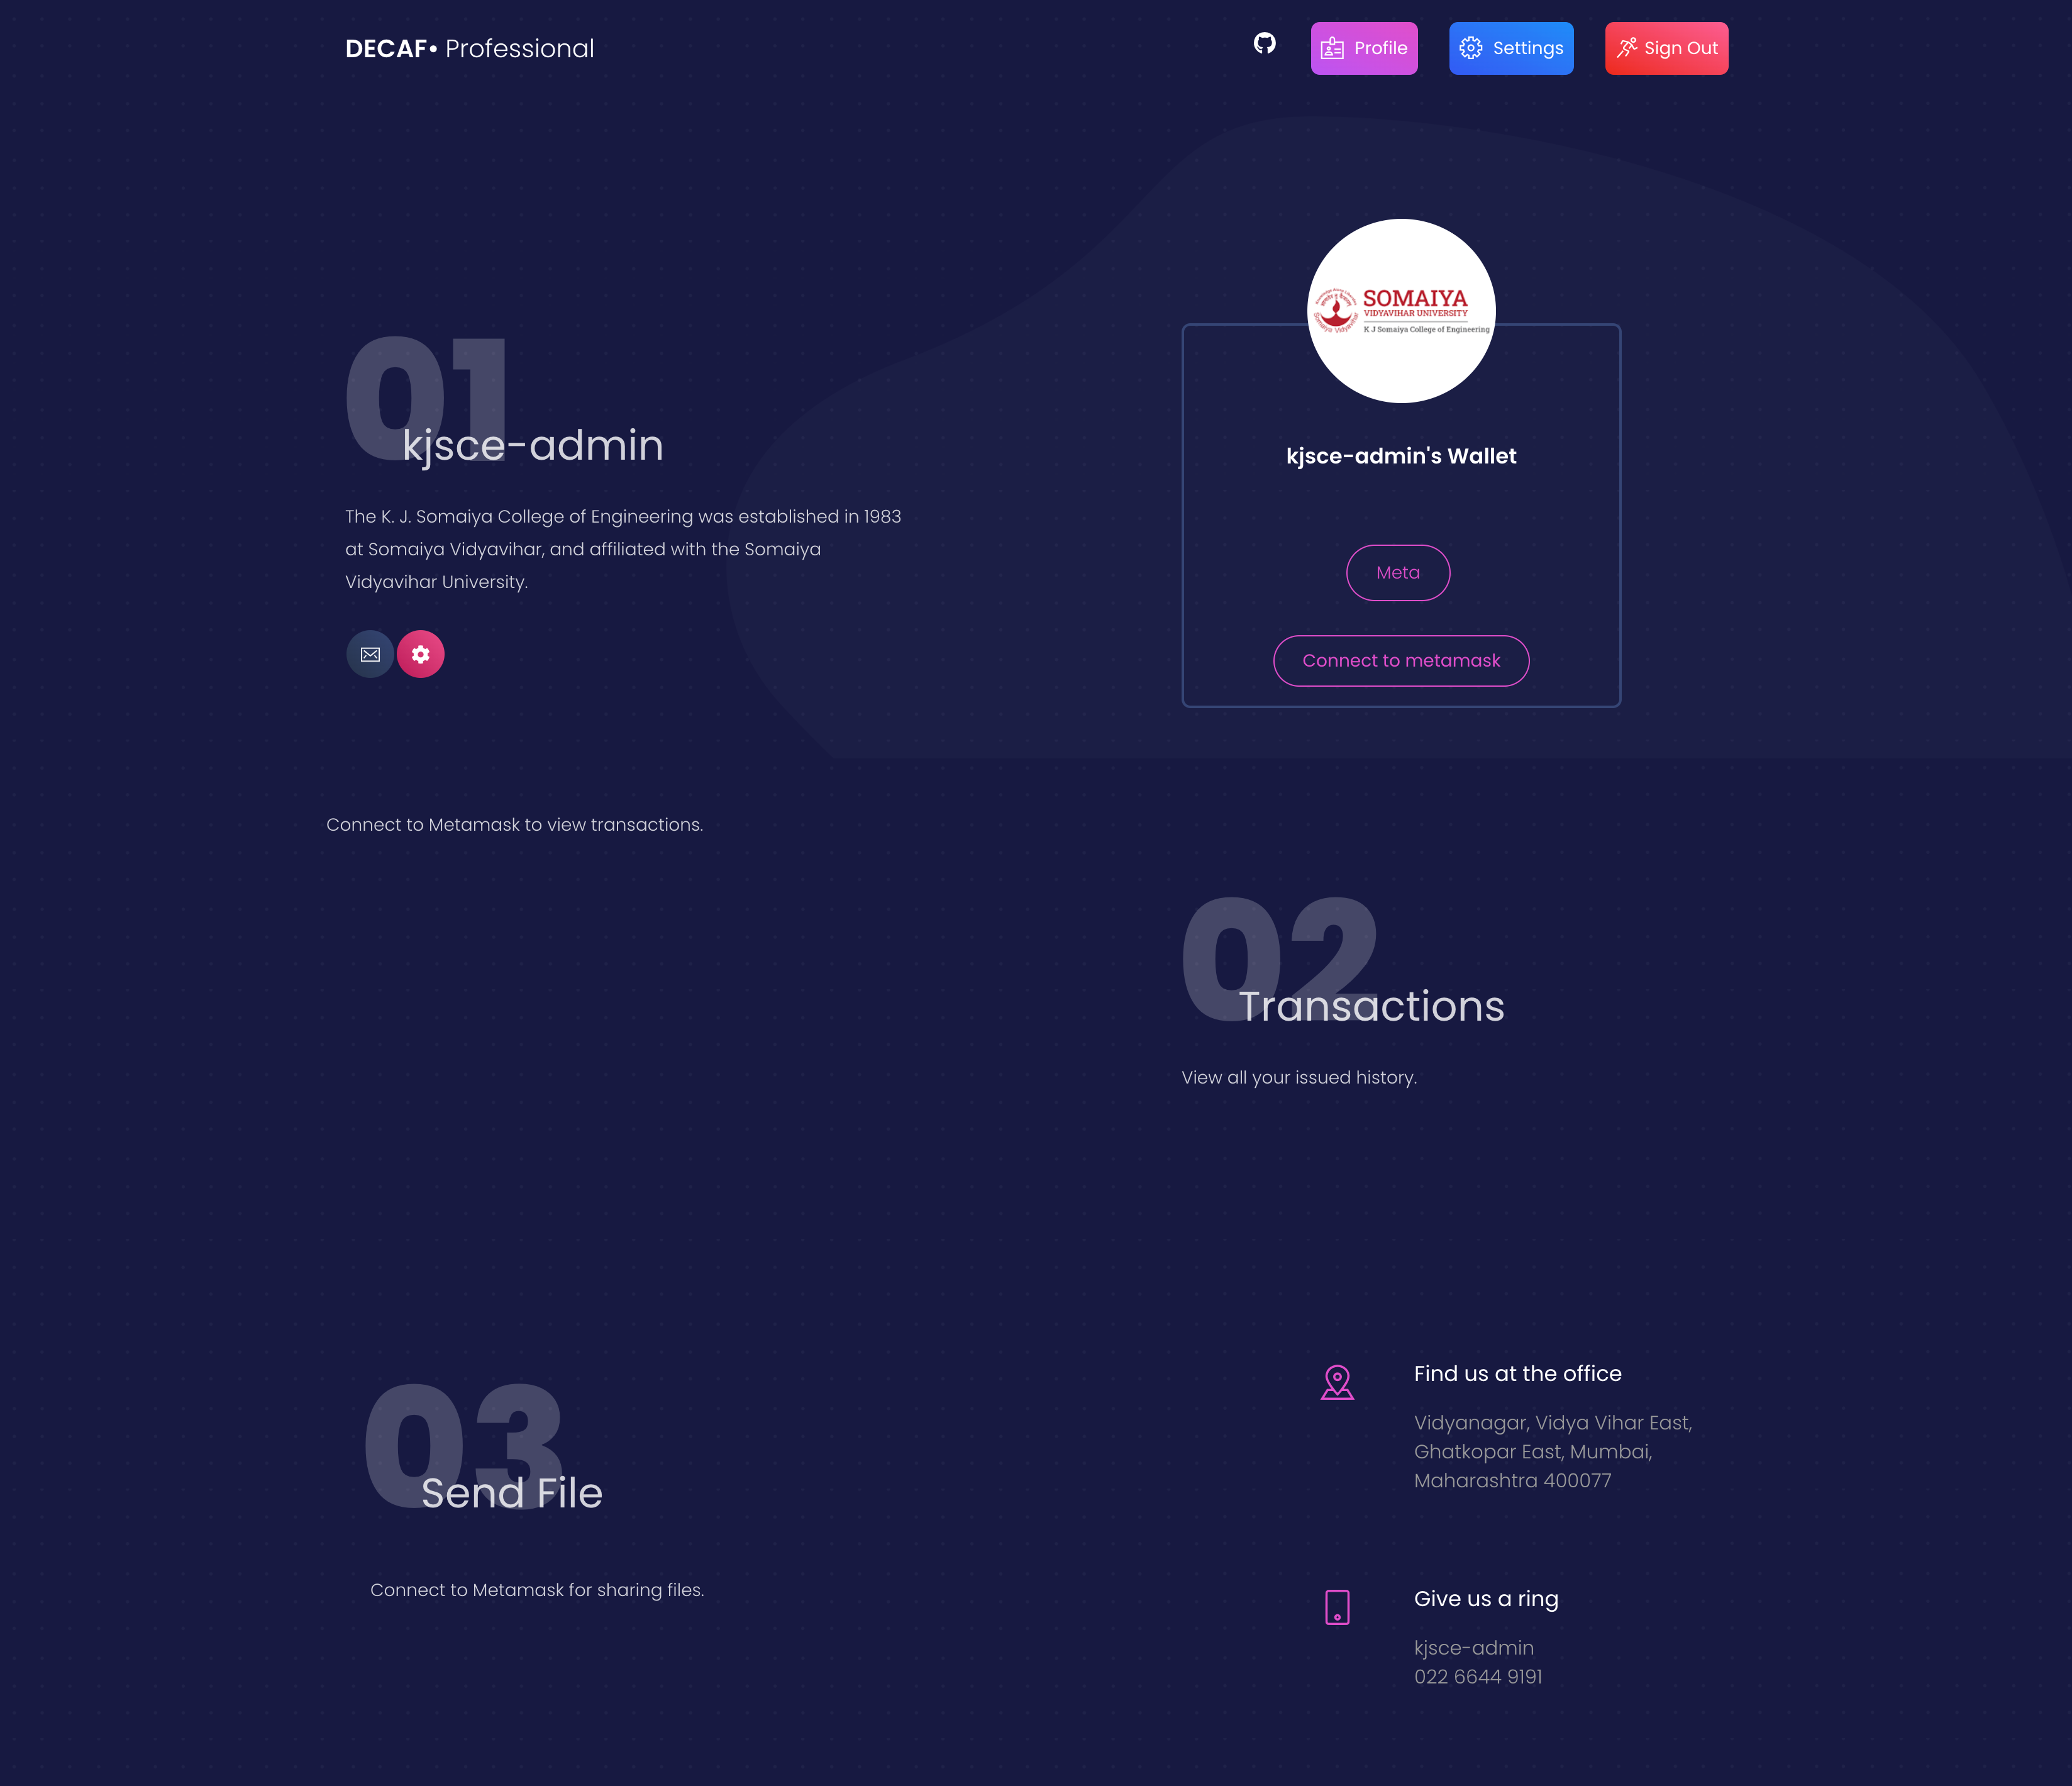 DECAF• Professional
Profile
Settings
Sign Out
SOMAIYA
VIDYAVIHAR UNIVERSITY
K J Somaiya College of Engineering
01
kjsce-admin
The K. J. Somaiya College of Engineering was established in 1983
at Somaiya Vidyavihar, and affiliated with the Somaiya
Vidyavihar University.
kjsce-admin's Wallet
Meta
Connect to metamask
Connect to Metamask to view transactions.
02
Transactions
View all your issued history.
03
Send File
Connect to Metamask for sharing files.
Find us at the office
Vidyanagar, Vidya Vihar East,
Ghatkopar East, Mumbai,
Maharashtra 400077
Give us a ring
kjsce-admin
022 6644 9191